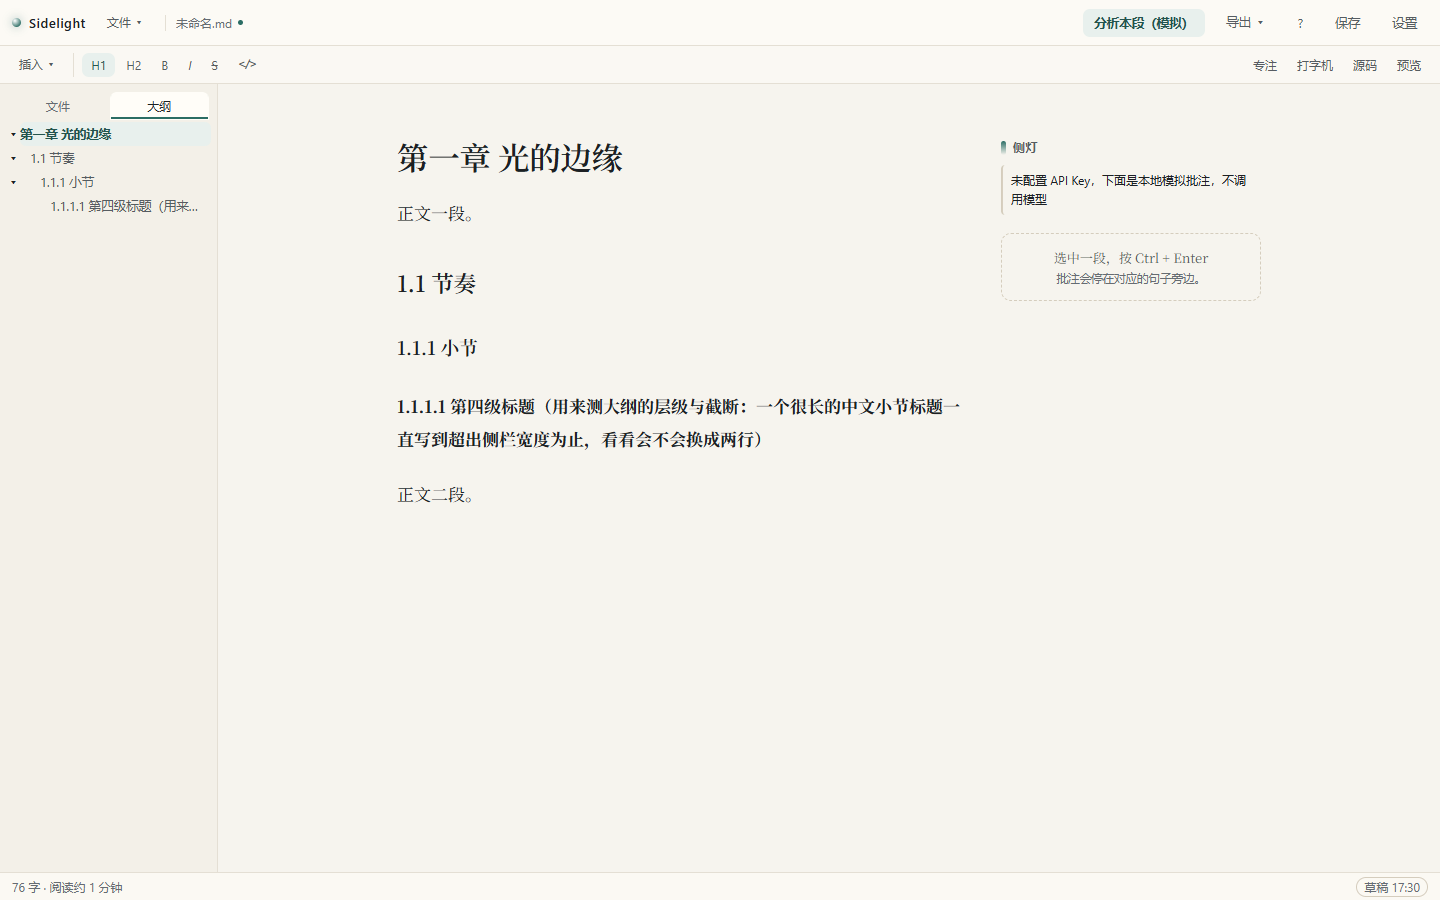 Sidelight 文件 未命名.md 分析本段（模拟） 导出 ? 保存 设置
插入 H1 H2 B I S </> 专注 打字机 源码 预览
文件 大纲
第一章 光的边缘
1.1 节奏
1.1.1 小节
1.1.1.1 第四级标题（用来...
第一章 光的边缘
正文一段。
1.1 节奏
1.1.1 小节
1.1.1.1 第四级标题（用来测大纲的层级与截断：一个很长的中文小节标题一
直写到超出侧栏宽度为止，看看会不会换成两行）
正文二段。
侧灯
未配置 API Key，下面是本地模拟批注，不调
用模型
选中一段，按 Ctrl + Enter
批注会停在对应的句子旁边。
76 字 · 阅读约 1 分钟 草稿 17:30